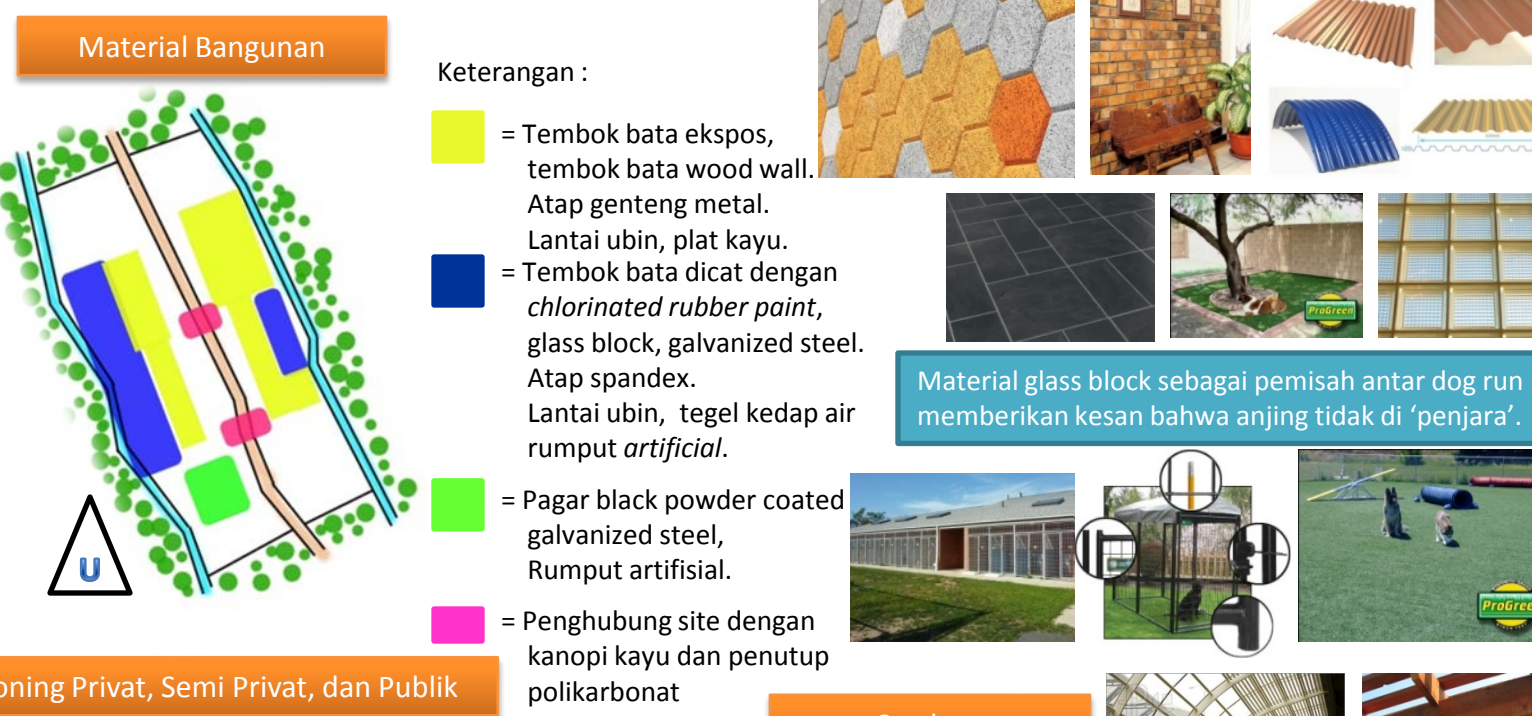 Material Bangunan
Keterangan :
= Tembok bata ekspos,
tembok bata wood wall.
Atap genteng metal.
Lantai ubin, plat kayu.
= Tembok bata dicat dengan
chlorinated rubber paint,
glass block, galvanized steel.
Atap spandex.
Lantai ubin, tegel kedap air
rumput artificial.
= Pagar black powder coated
galvanized steel,
Rumput artifisial.
= Penghubung site dengan
kanopi kayu dan penutup
polikarbonat
U
ProGreen
Material glass block sebagai pemisah antar dog run
memberikan kesan bahwa anjing tidak di ‘penjara’.
ProGree
oning Privat, Semi Privat, dan Publik